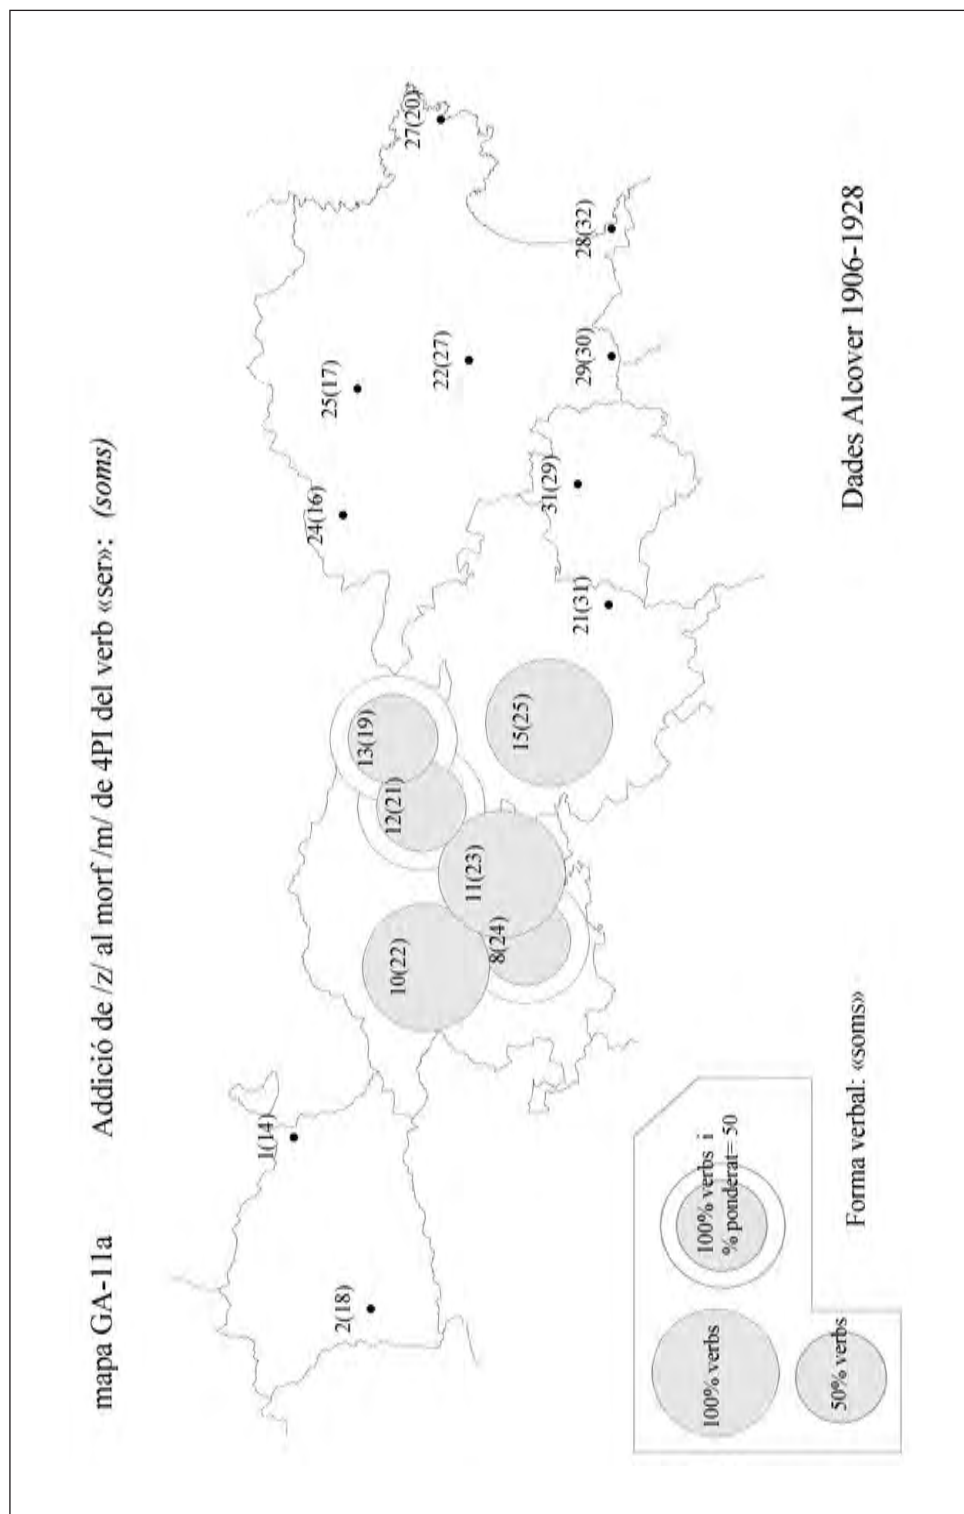 mapa GA-11a Addició de /z/ al morf /m/ de 4PI del verb «ser»: (soms)
1(14)
2(18)
24(16)
25(17)
27(20)
13(19)
12(21)
10(22)
11(23)
8(24)
15(25)
22(27)
31(29)
21(31)
29(30)
28(32)
100% verbs
100% verbs i
% ponderat= 50
50% verbs
Forma verbal: «soms»
Dades Alcover 1906-1928